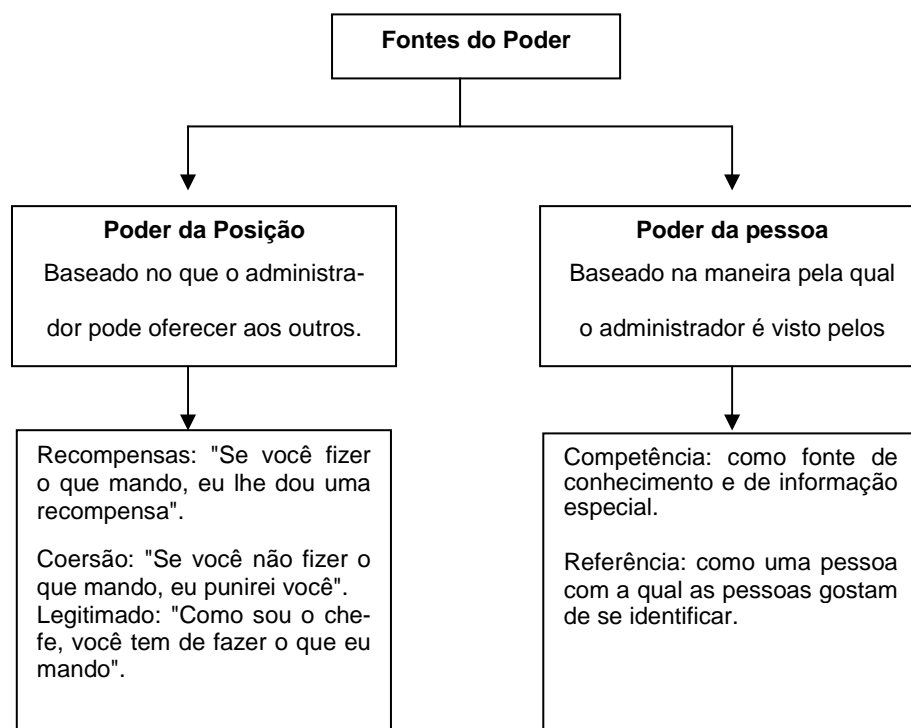 Fontes do Poder
Poder da Posição
Baseado no que o administra-
dor pode oferecer aos outros.
Poder da pessoa
Baseado na maneira pela qual
o administrador é visto pelos
Recompensas: "Se você fizer
o que mando, eu lhe dou uma
recompensa".
Coersão: "Se você não fizer o
que mando, eu punirei você".
Legitimado: "Como sou o che-
fe, você tem de fazer o que eu
mando".
Competência: como fonte de
conhecimento e de informação
especial.
Referência: como uma pessoa
com a qual as pessoas gostam
de se identificar.